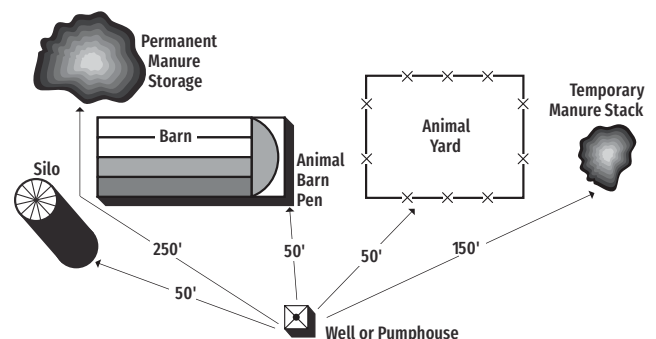 Permanent
Manure
Storage
Temporary
Manure Stack
Barn
Animal
Yard
Silo
Animal
Barn
Pen
250'
50'
50'
150'
50'
Well or Pumphouse